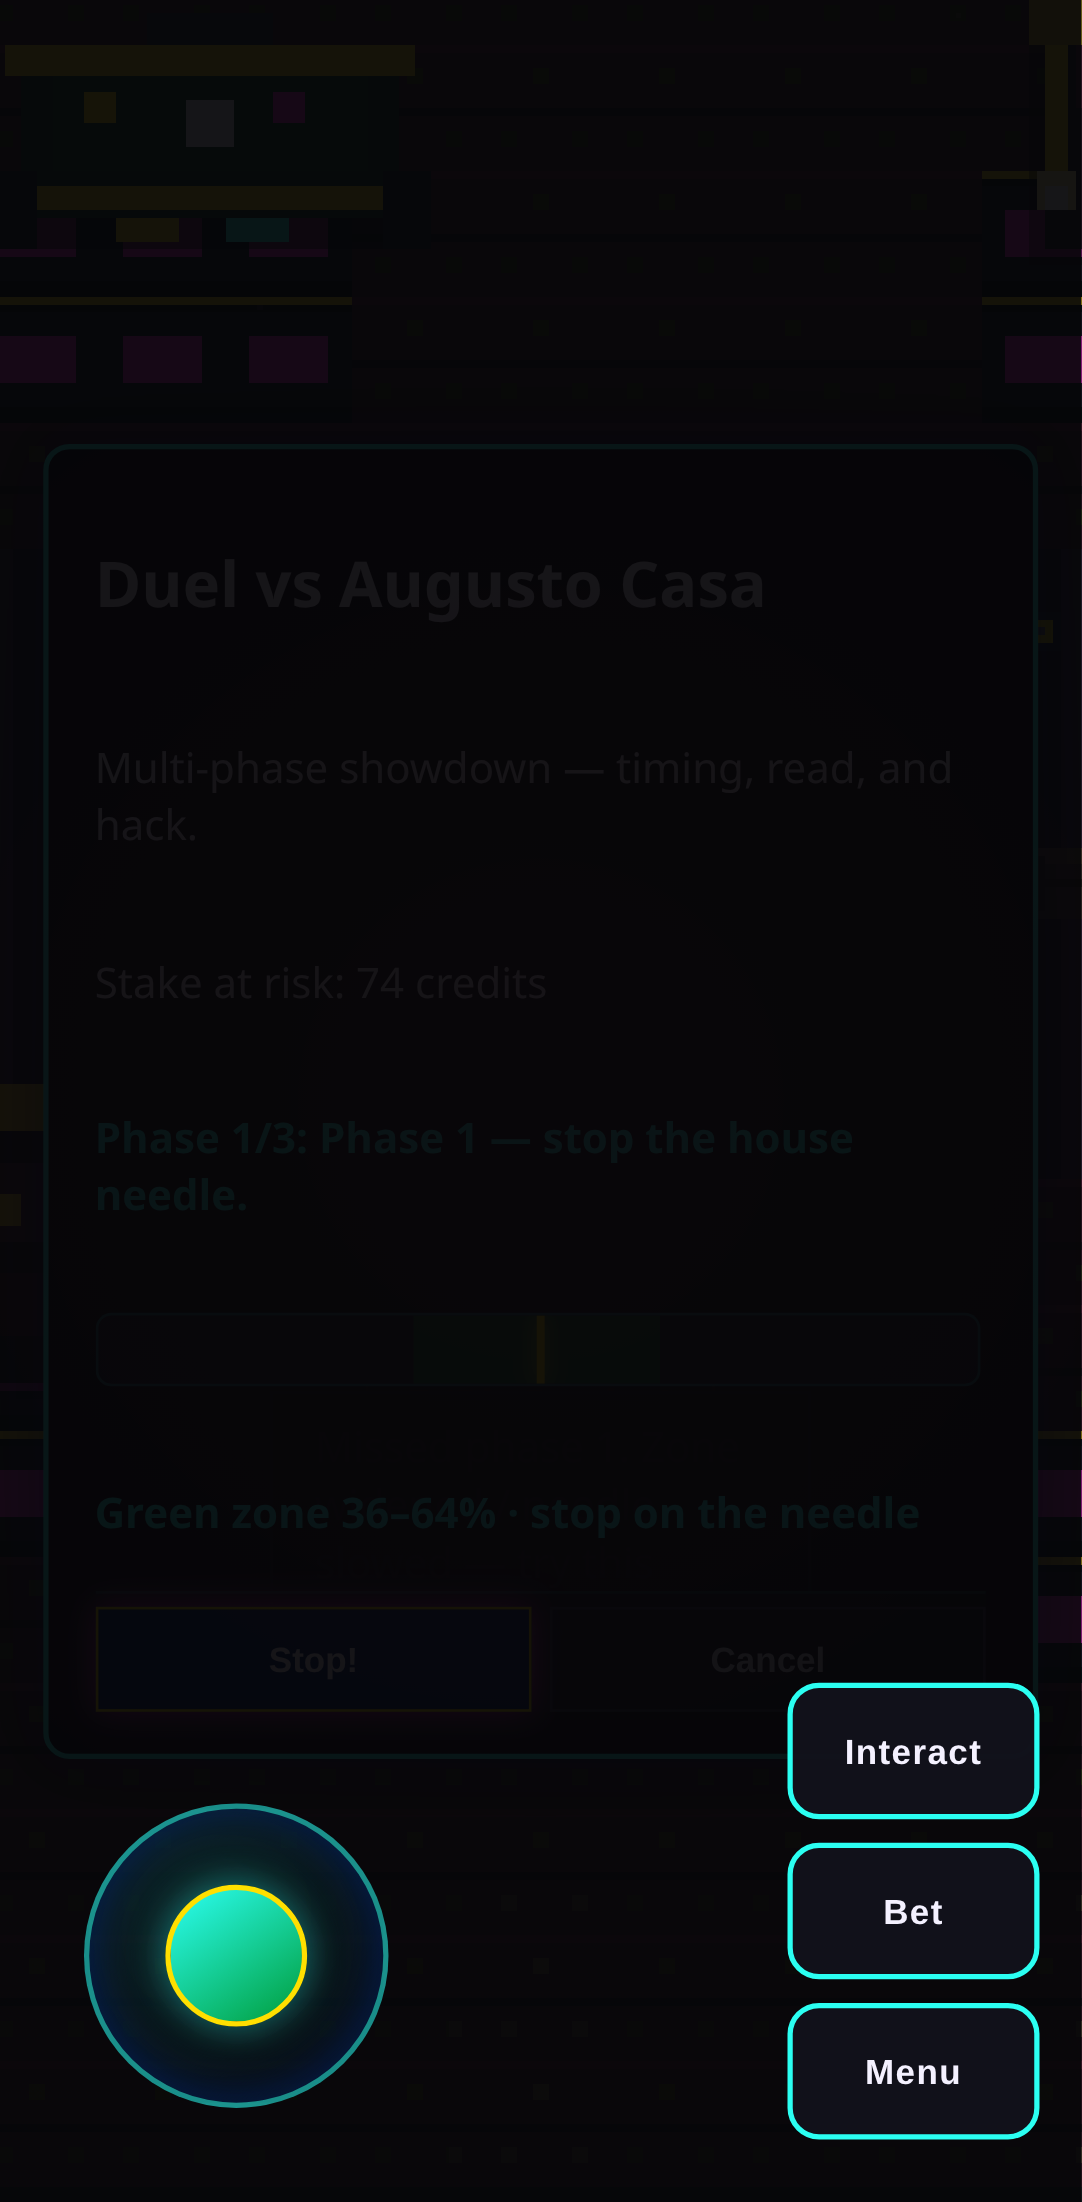 Duel vs Augusto Casa
Multi-phase showdown — timing, read, and
hack.
Stake at risk: 74 credits
Phase 1/3: Phase 1 — stop the house
needle.
Green zone 36–64% · stop on the needle
Stop!
Cancel
Interact
Bet
Menu